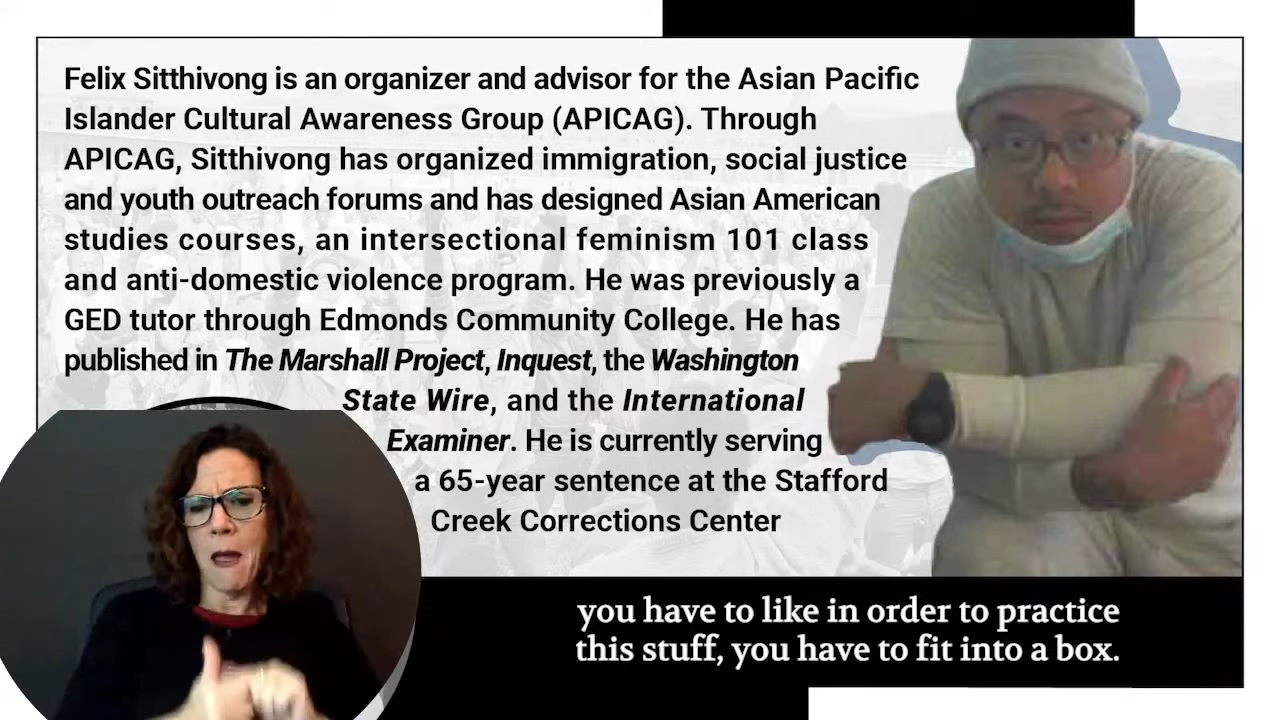 Felix Sitthivong is an organizer and advisor for the Asian Pacific
Islander Cultural Awareness Group (APICAG). Through
APICAG, Sitthivong has organized immigration, social justice
and youth outreach forums and has designed Asian American
studies courses, an intersectional feminism 101 class
and anti-domestic violence program. He was previously a
GED tutor through Edmonds Community College. He has
published in The Marshall Project, Inquest, the Washington
State Wire, and the International
Examiner. He is currently serving
a 65-year sentence at the Stafford
Creek Corrections Center
you have to like in order to practice
this stuff, you have to fit into a box.